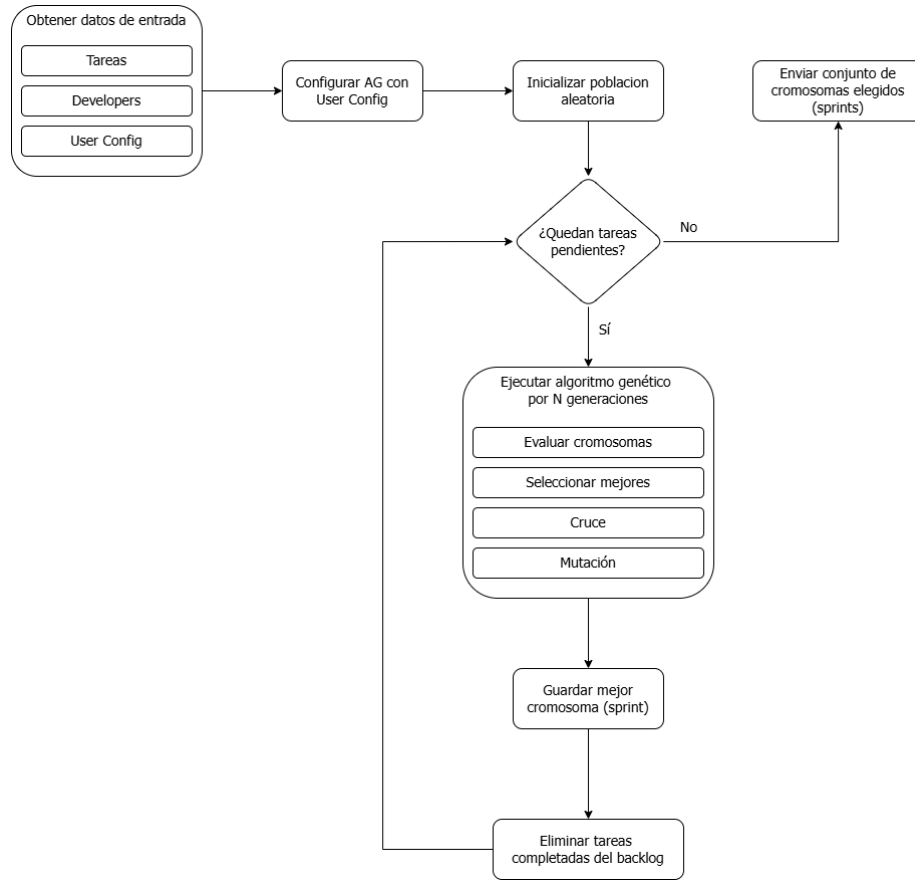 Obtener datos de entrada
Tareas
Developers
User Config
Configurar AG con
User Config
Inicializar poblacion
aleatoria
Enviar conjunto de
cromosomas elegidos
(sprints)
¿Quedan tareas
pendientes?
No
Sí
Ejecutar algoritmo genético
por N generaciones
Evaluar cromosomas
Seleccionar mejores
Cruce
Mutación
Guardar mejor
cromosoma (sprint)
Eliminar tareas
completadas del backlog